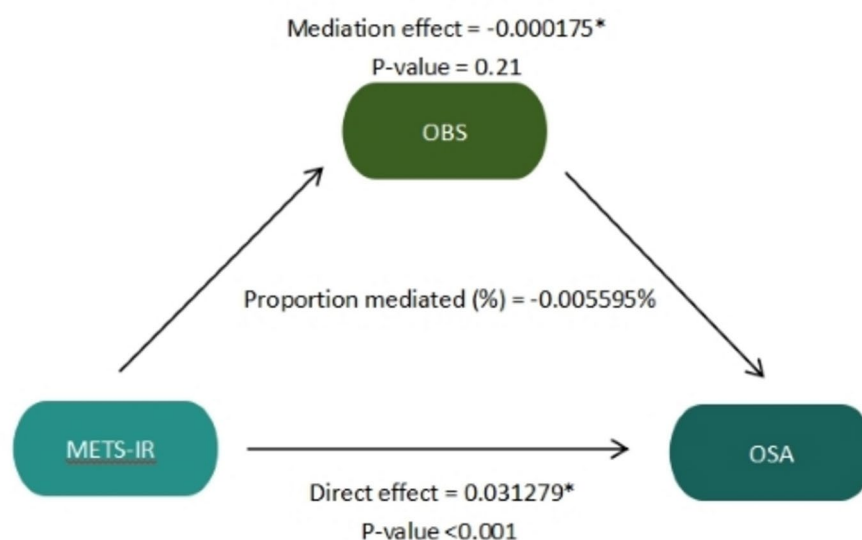 Mediation effect = -0.000175*
P-value = 0.21
OBS
Proportion mediated (%) = -0.005595%
METS-IR
OSA
Direct effect = 0.031279*
P-value <0.001